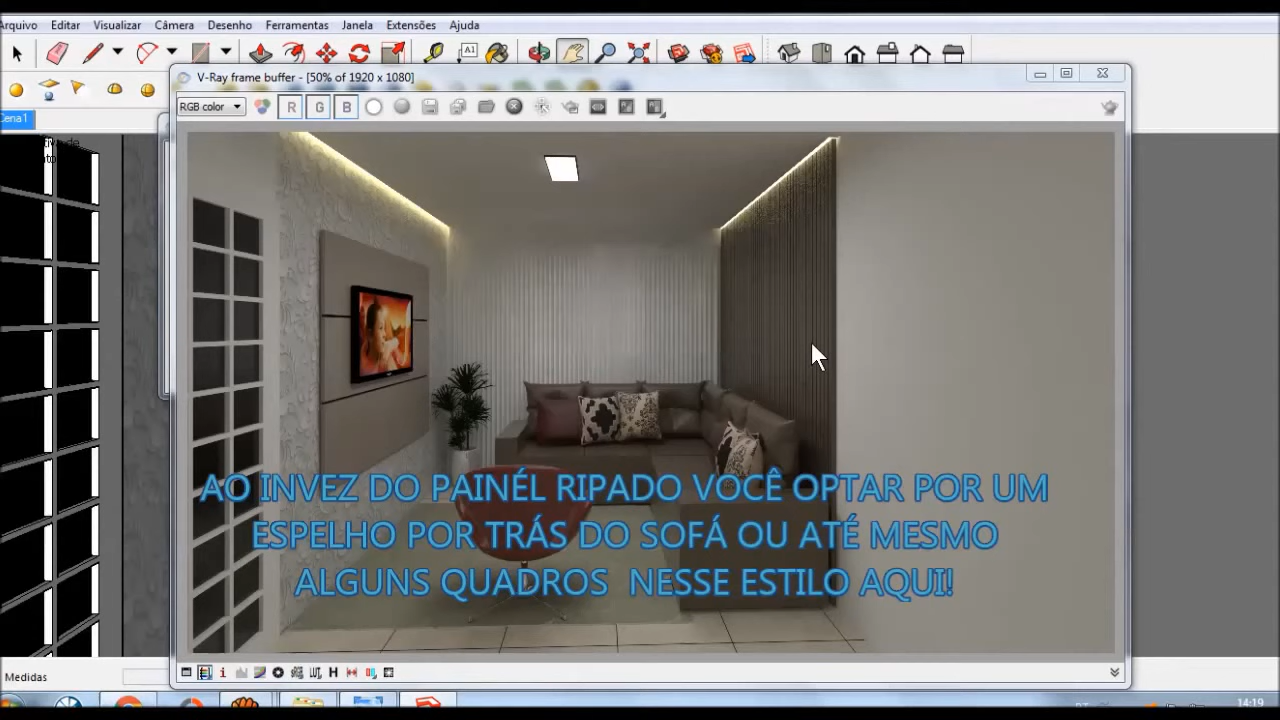 Arquivo Editar Visualizar Câmera Desenho Ferramentas Janela Extensões Ajuda
A1
V-Ray frame buffer - [50% of 1920 x 1080]
RGB color R G B
Cena1
AO INVEZ DO PAINÉL RIPADO VOCÊ OPTAR POR UM
ESPELHO POR TRÁS DO SOFÁ OU ATÉ MESMO
ALGUNS QUADROS NESSE ESTILO AQUI!
Medidas
PT 14:19